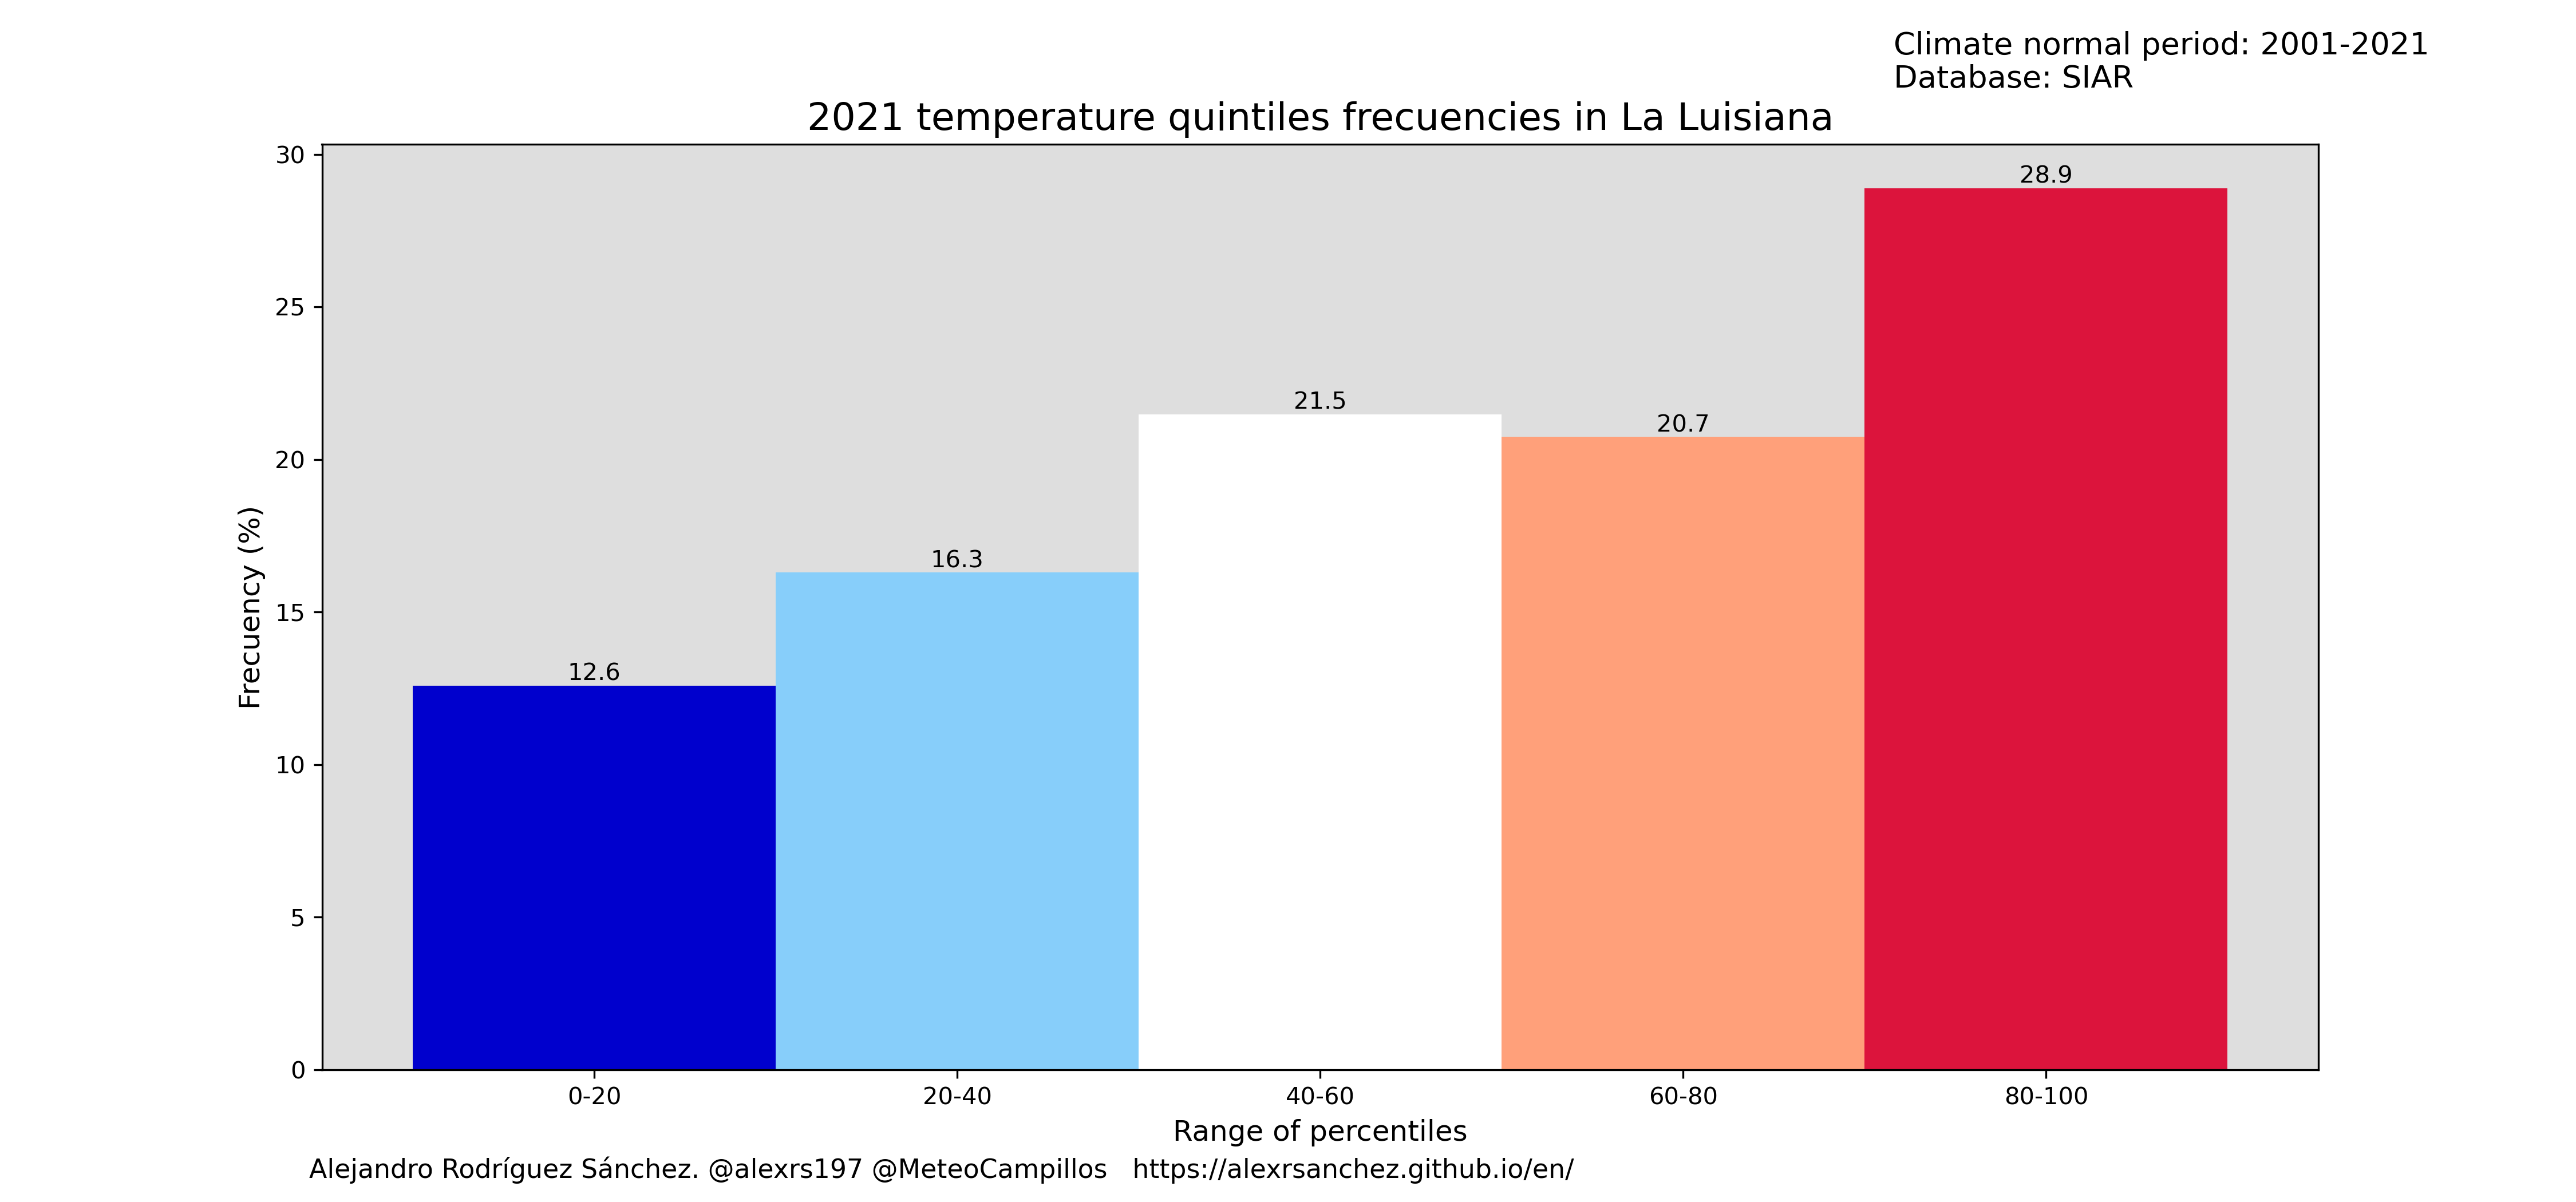 Climate normal period: 2001-2021
Database: SIAR
2021 temperature quintiles frecuencies in La Luisiana
30
25
20
15
10
5
0
Frecuency (%)
12.6
16.3
21.5
20.7
28.9
0-20
20-40
40-60
60-80
80-100
Range of percentiles
Alejandro Rodríguez Sánchez. @alexrs197 @MeteoCampillos   https://alexrsanchez.github.io/en/